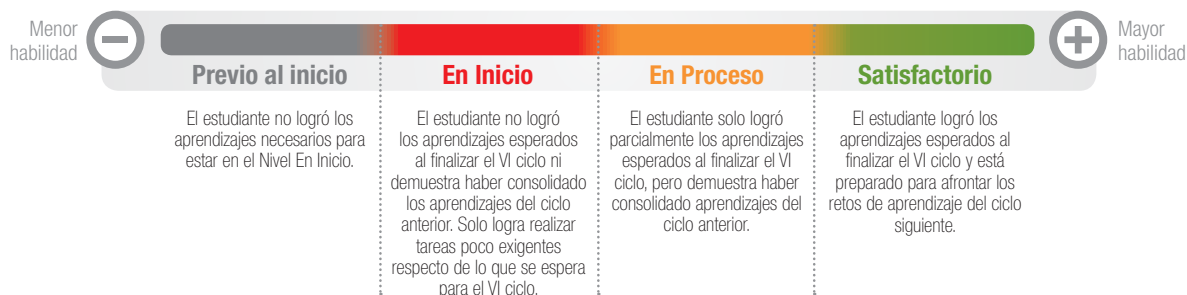 Menor
habilidad
Mayor
habilidad
Previo al inicio
El estudiante no logró los
aprendizajes necesarios para
estar en el Nivel En Inicio.
En Inicio
El estudiante no logró
los aprendizajes esperados
al finalizar el VI ciclo ni
demuestra haber consolidado
los aprendizajes del ciclo
anterior. Solo logra realizar
tareas poco exigentes
respecto de lo que se espera
para el VI ciclo.
En Proceso
El estudiante solo logró
parcialmente los aprendizajes
esperados al finalizar el VI
ciclo, pero demuestra haber
consolidado aprendizajes del
ciclo anterior.
Satisfactorio
El estudiante logró los
aprendizajes esperados al
finalizar el VI ciclo y está
preparado para afrontar los
retos de aprendizaje del ciclo
siguiente.